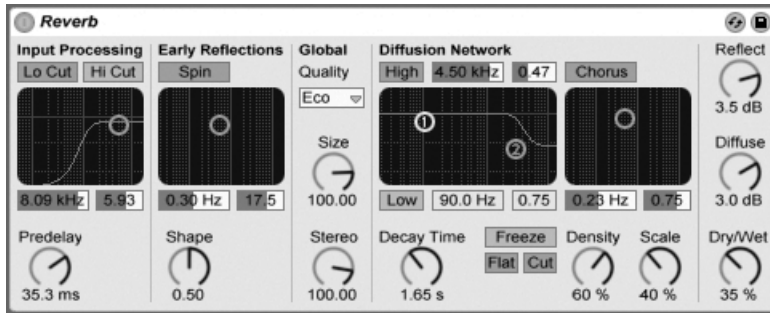 Reverb
Input Processing
Lo Cut Hi Cut
8.09 kHz 5.93
Predelay
35.3 ms
Early Reflections
Spin
0.30 Hz 17.5
Shape
0.50
Global
Quality
Eco
Size
100.00
Stereo
100.00
Diffusion Network
High 4.50 kHz 0.47 Chorus
1
2
Low 90.0 Hz 0.75 0.23 Hz 0.75
Decay Time
1.65 s
Freeze
Flat Cut
Density
60 %
Scale
40 %
Reflect
3.5 dB
Diffuse
3.0 dB
Dry/Wet
35 %